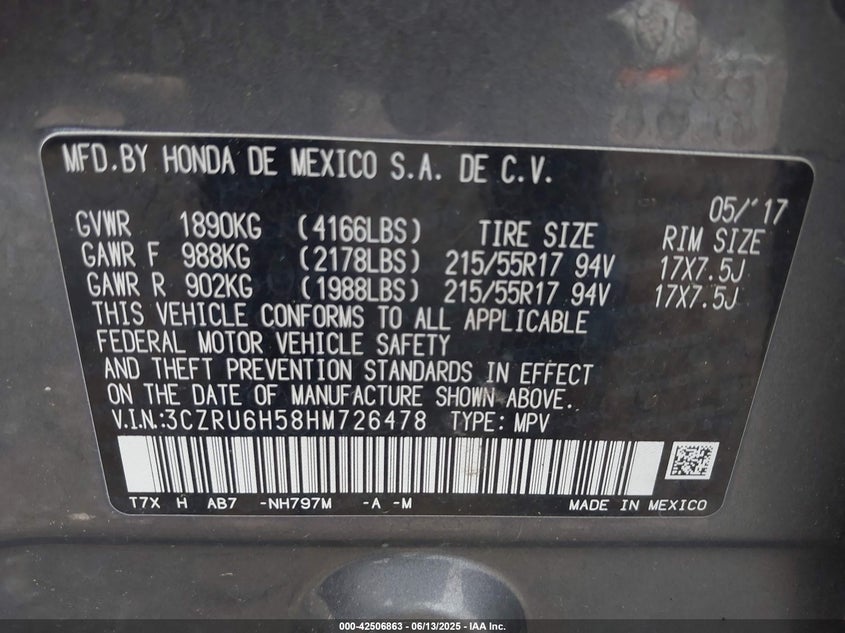 MFD.BY HONDA DE MEXICO S.A. DE C.V.
05/'17
GVWR 1890KG (4166LBS) TIRE SIZE RIM SIZE
GAWR F 988KG (2178LBS) 215/55R17 94V 17X7.5J
GAWR R 902KG (1988LBS) 215/55R17 94V 17X7.5J
THIS VEHICLE CONFORMS TO ALL APPLICABLE
FEDERAL MOTOR VEHICLE SAFETY
AND THEFT PREVENTION STANDARDS IN EFFECT
ON THE DATE OF MANUFACTURE SHOWN ABOVE.
V.I.N.:3CZRU6H58HM726478 TYPE: MPV
T7X H AB7 -NH797M -A -M MADE IN MEXICO
000-42506863 - 06/13/2025 - IAA Inc.